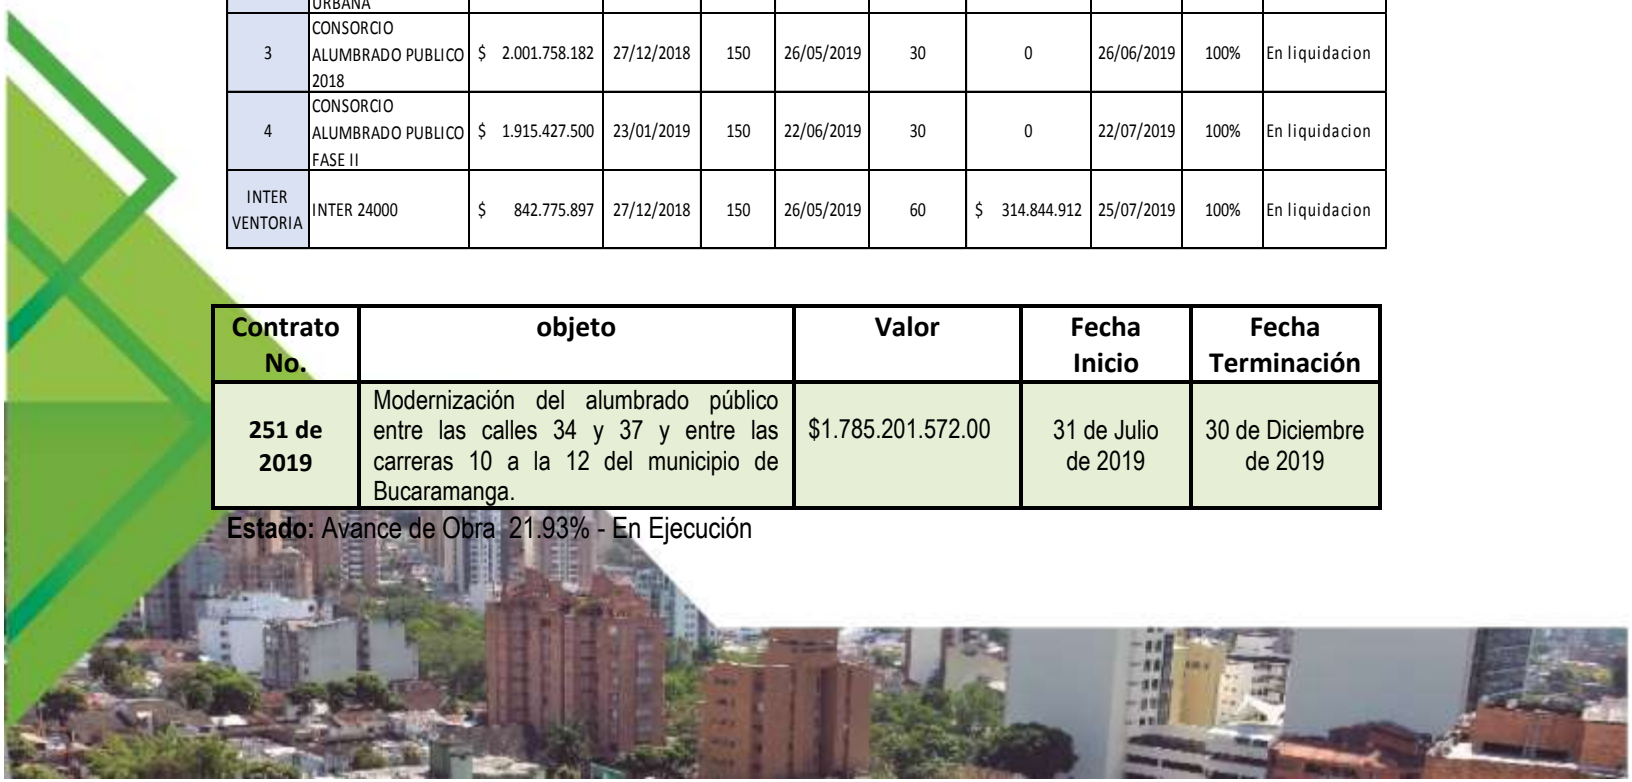 URBANA
CONSORCIO
3 ALUMBRADO PUBLICO $ 2.001.758.182 27/12/2018 150 26/05/2019 30 0 26/06/2019 100% En liquidacion
2018
CONSORCIO
4 ALUMBRADO PUBLICO $ 1.915.427.500 23/01/2019 150 22/06/2019 30 0 22/07/2019 100% En liquidacion
FASE II
INTER
VENTORIA INTER 24000 $ 842.775.897 27/12/2018 150 26/05/2019 60 $ 314.844.912 25/07/2019 100% En liquidacion
Contrato objeto Valor Fecha Fecha
No. Inicio Terminación
Modernización del alumbrado público
251 de entre las calles 34 y 37 y entre las $1.785.201.572.00 31 de Julio 30 de Diciembre
2019 carreras 10 a la 12 del municipio de de 2019 de 2019
Bucaramanga.
Estado: Avance de Obra 21.93% - En Ejecución